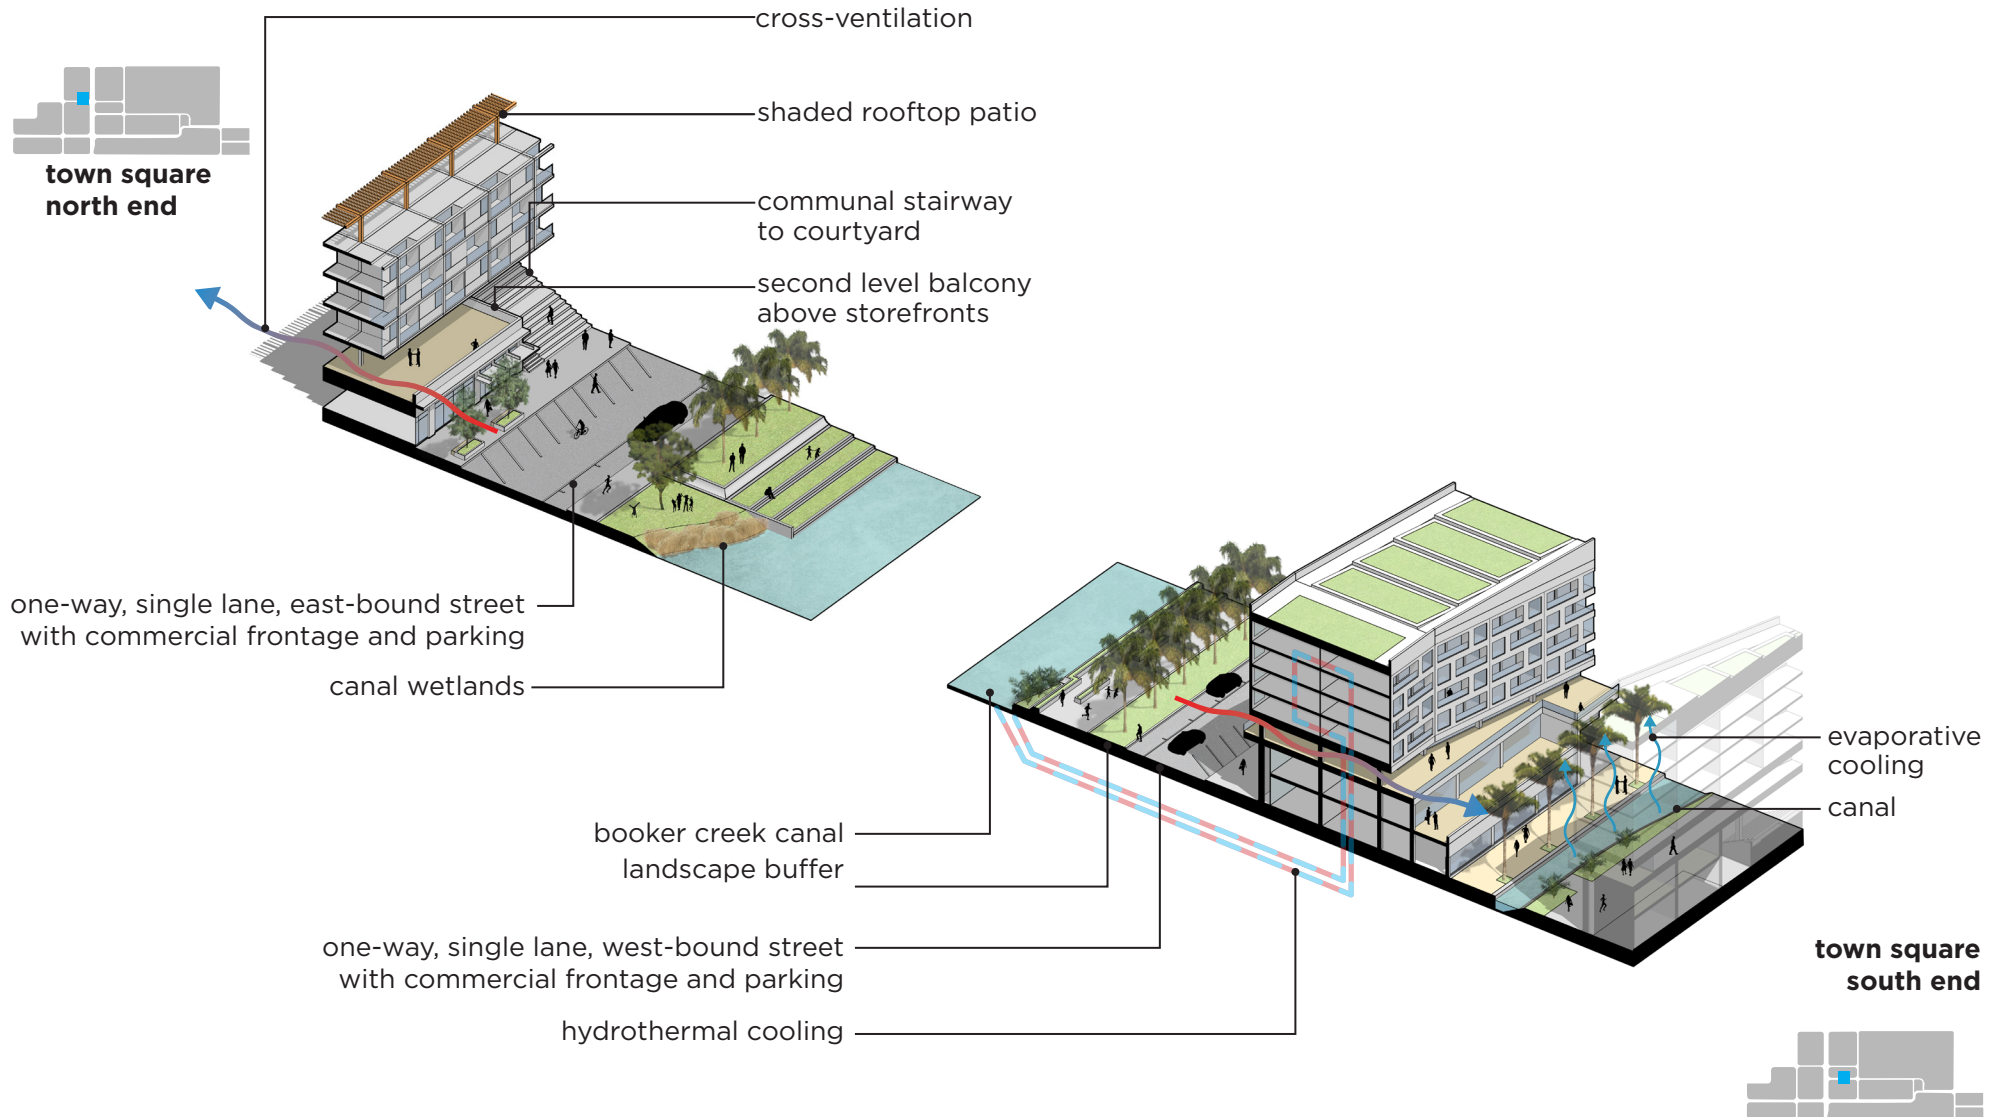 cross-ventilation
shaded rooftop patio
town square
north end
communal stairway
to courtyard
second level balcony
above storefronts
one-way, single lane, east-bound street
with commercial frontage and parking
canal wetlands
evaporative
cooling
canal
booker creek canal
landscape buffer
one-way, single lane, west-bound street
with commercial frontage and parking
hydrothermal cooling
town square
south end